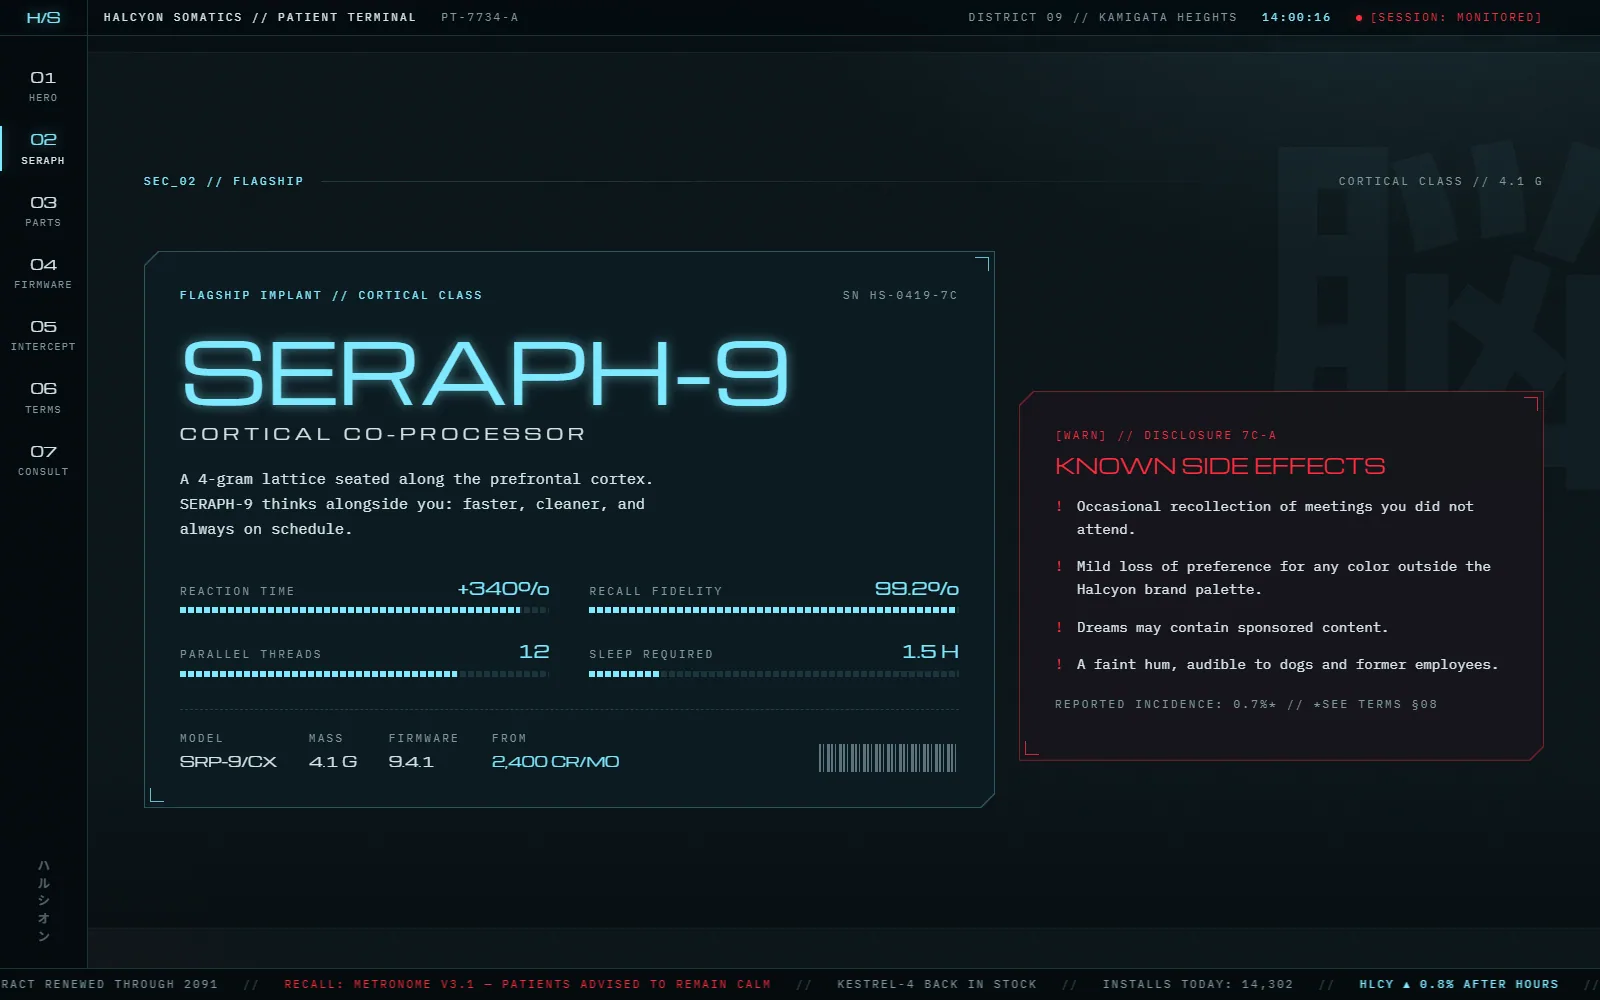 H/S
HALCYON SOMATICS // PATIENT TERMINAL PT-7734-A
DISTRICT 09 // KAMIGATA HEIGHTS 14:00:16 [SESSION: MONITORED]
01
HERO
02
SERAPH
03
PARTS
04
FIRMWARE
05
INTERCEPT
06
TERMS
07
CONSULT
ハルシオン
SEC_02 // FLAGSHIP
CORTICAL CLASS // 4.1 G
脳
FLAGSHIP IMPLANT // CORTICAL CLASS
SN HS-0419-7C
SERAPH-9
CORTICAL CO-PROCESSOR
A 4-gram lattice seated along the prefrontal cortex.
SERAPH-9 thinks alongside you: faster, cleaner, and
always on schedule.
REACTION TIME +340%
RECALL FIDELITY 99.2%
PARALLEL THREADS 12
SLEEP REQUIRED 1.5 H
MODEL MASS FIRMWARE FROM
SRP-9/CX 4.1 G 9.4.1 2,400 CR/MO
[WARN] // DISCLOSURE 7C-A
KNOWN SIDE EFFECTS
! Occasional recollection of meetings you did not
attend.
! Mild loss of preference for any color outside the
Halcyon brand palette.
! Dreams may contain sponsored content.
! A faint hum, audible to dogs and former employees.
REPORTED INCIDENCE: 0.7%* // *SEE TERMS §08
RACT RENEWED THROUGH 2091 // RECALL: METRONOME V3.1 — PATIENTS ADVISED TO REMAIN CALM // KESTREL-4 BACK IN STOCK // INSTALLS TODAY: 14,302 // HLCY ▲ 0.8% AFTER HOURS //